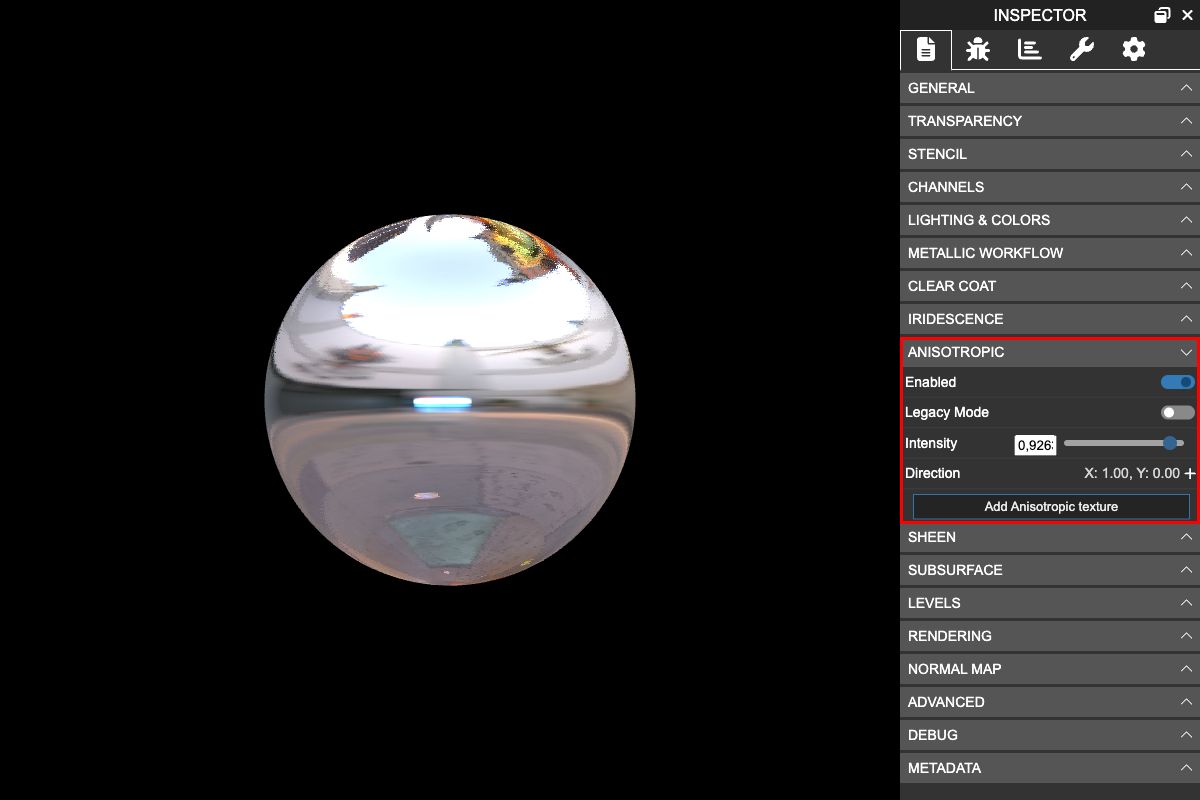 INSPECTOR
GENERAL
TRANSPARENCY
STENCIL
CHANNELS
LIGHTING & COLORS
METALLIC WORKFLOW
CLEAR COAT
IRIDESCENCE
ANISOTROPIC
Enabled
Legacy Mode
Intensity 0,926
Direction X: 1.00, Y: 0.00 +
Add Anisotropic texture
SHEEN
SUBSURFACE
LEVELS
RENDERING
NORMAL MAP
ADVANCED
DEBUG
METADATA